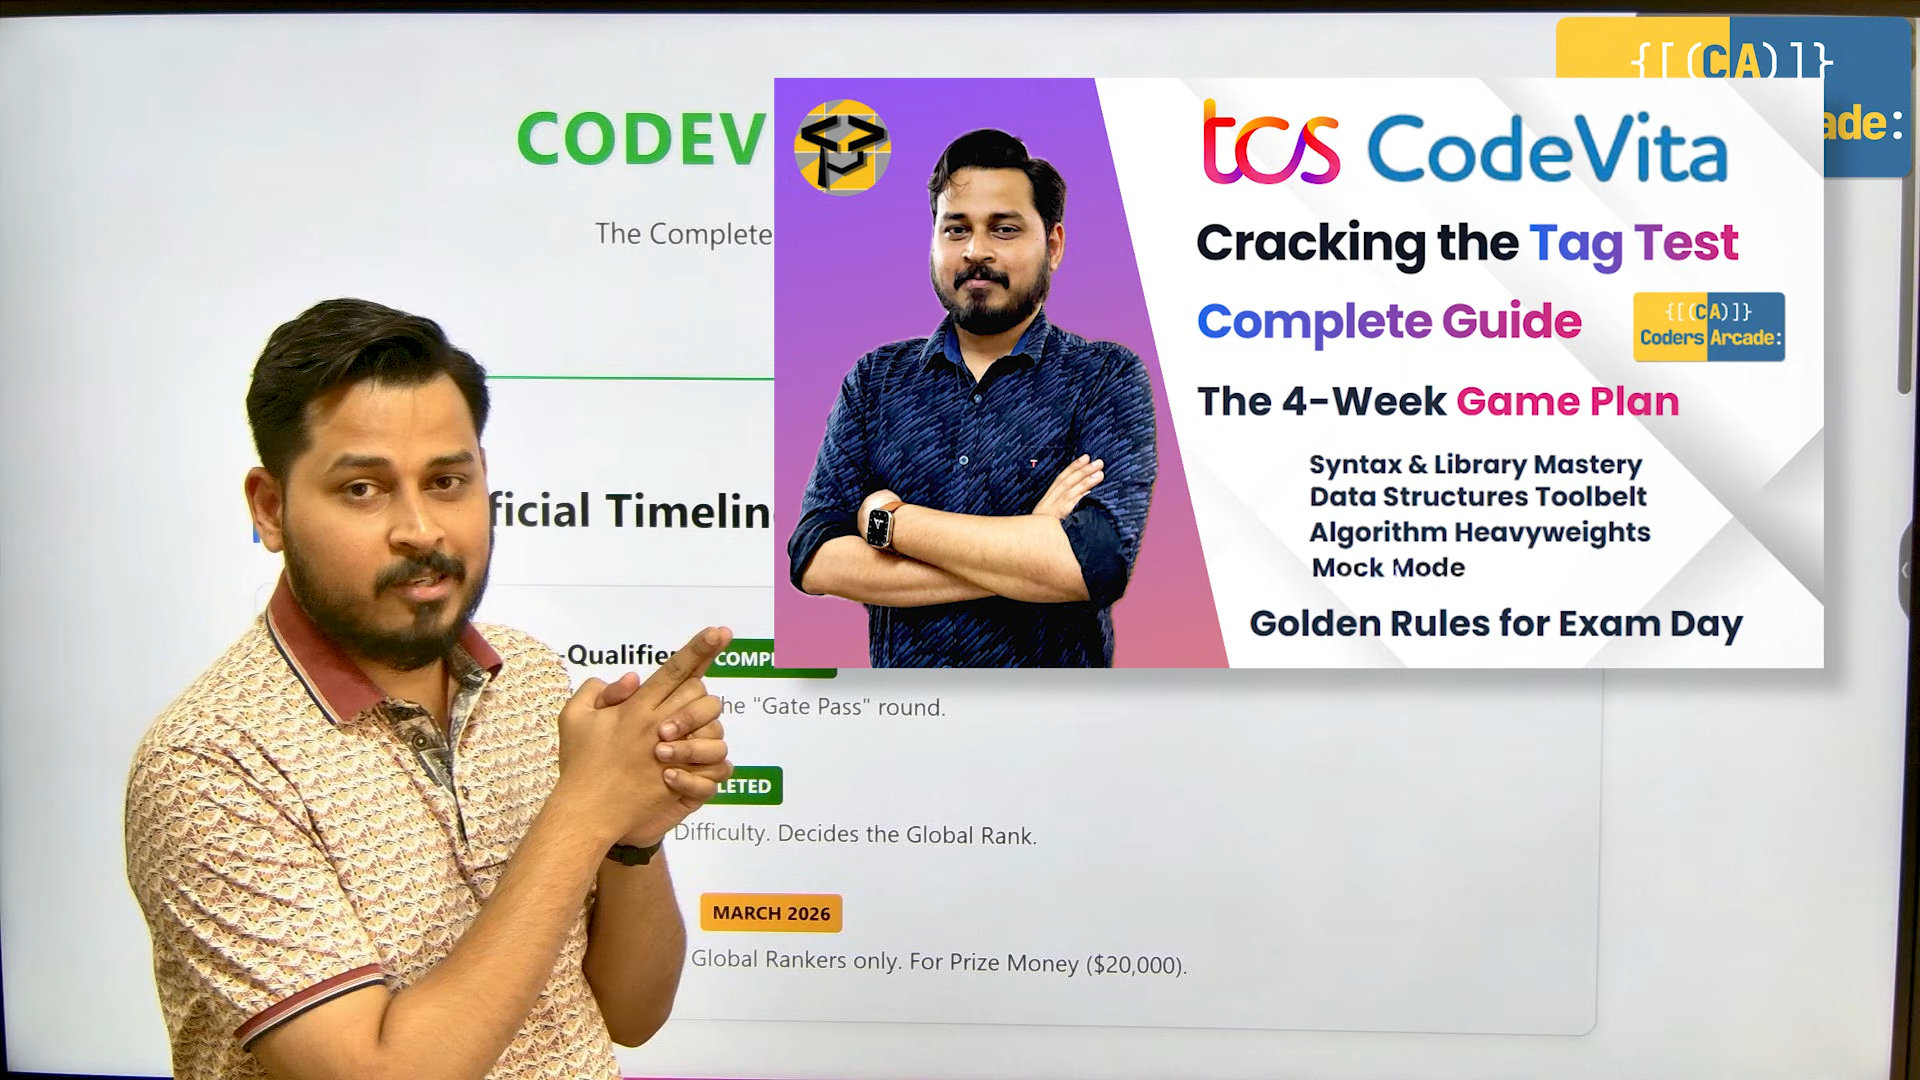 {[(CA)]}
ade:
CODEV
The Complete
ficial Timelin
-Qualifier
COMP
he "Gate Pass" round.
LETED
Difficulty. Decides the Global Rank.
MARCH 2026
Global Rankers only. For Prize Money ($20,000).
tcs CodeVita
Cracking the Tag Test
Complete Guide
{[(CA)]}
Coders Arcade:
The 4-Week Game Plan
Syntax & Library Mastery
Data Structures Toolbelt
Algorithm Heavyweights
Mock Mode
Golden Rules for Exam Day